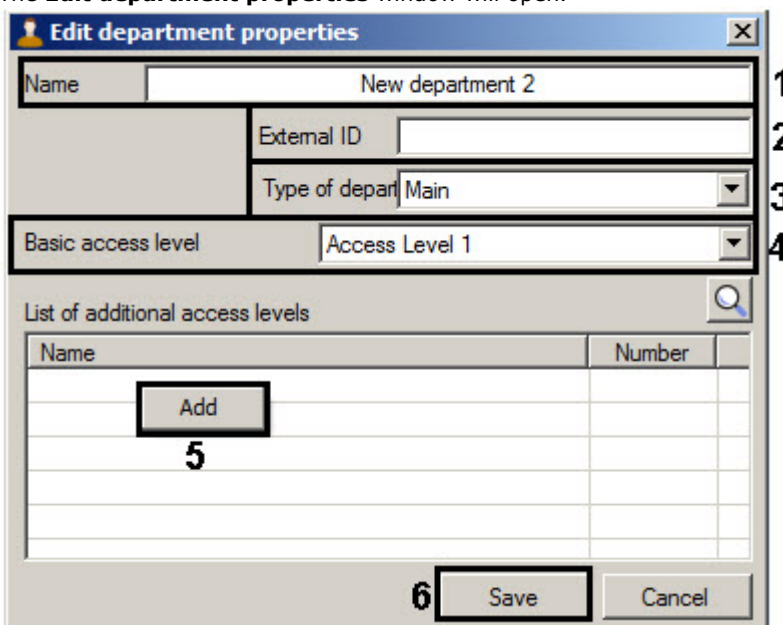 The Edit department properties window will open.
Edit department properties
Name New department 2 1
External ID 2
Type of depart Main 3
Basic access level Access Level 1 4
List of additional access levels
Name Number
Add
5
6 Save Cancel